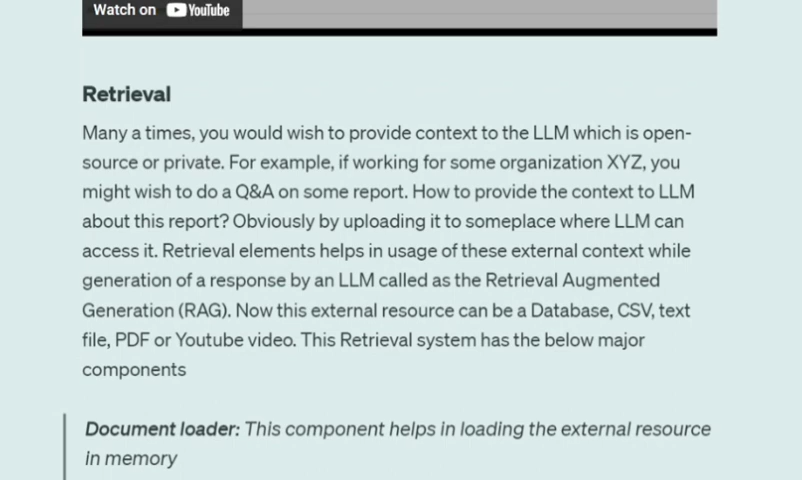 Watch on YouTube
Retrieval
Many a times, you would wish to provide context to the LLM which is open-
source or private. For example, if working for some organization XYZ, you
might wish to do a Q&A on some report. How to provide the context to LLM
about this report? Obviously by uploading it to someplace where LLM can
access it. Retrieval elements helps in usage of these external context while
generation of a response by an LLM called as the Retrieval Augmented
Generation (RAG). Now this external resource can be a Database, CSV, text
file, PDF or Youtube video. This Retrieval system has the below major
components
Document loader: This component helps in loading the external resource
in memory